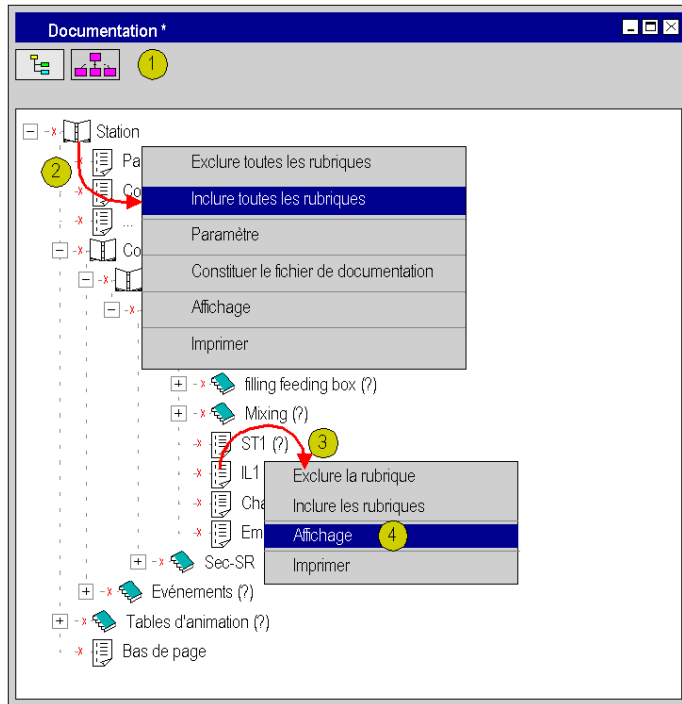 Documentation *
1
Station
2
Pa
Exclure toutes les rubriques
Co
Inclure toutes les rubriques
...
Paramètre
Co
Constituer le fichier de documentation
Affichage
Imprimer
filling feeding box (?)
Mixing (?)
ST1 (?)
3
IL1
Exclure la rubrique
Cha
Inclure les rubriques
Em
Affichage
4
Sec-SR
Imprimer
Evénements (?)
Tables d'animation (?)
Bas de page